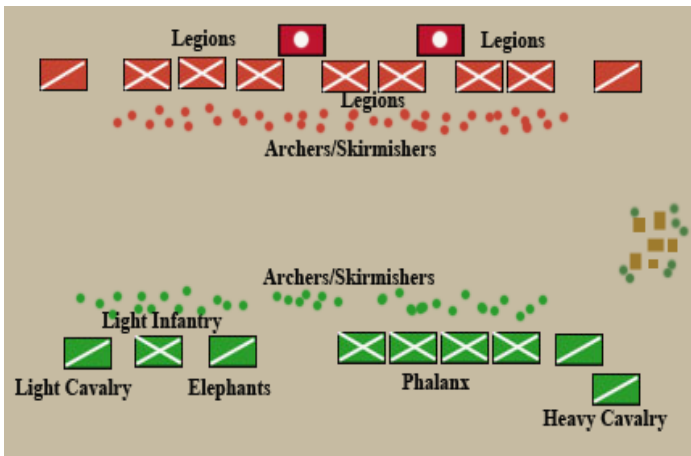 Legions
Legions
Legions
Archers/Skirmishers
Archers/Skirmishers
Light Infantry
Light Cavalry
Elephants
Phalanx
Heavy Cavalry